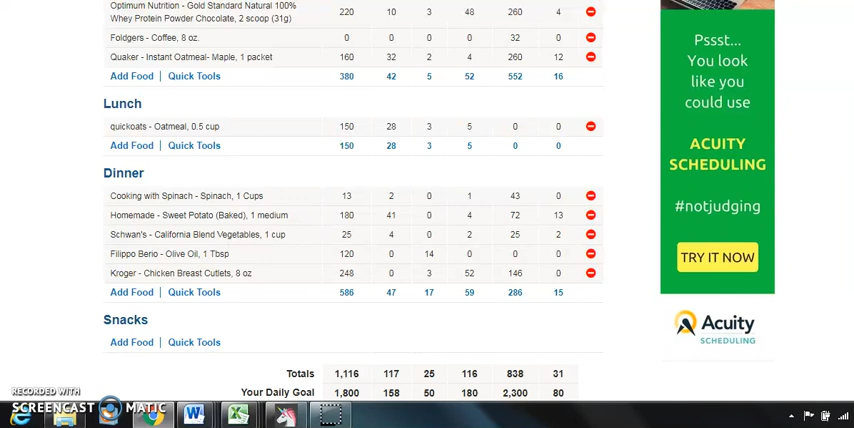 Optimum Nutrition - Gold Standard Natural 100%
Whey Protein Powder Chocolate, 2 scoop (31g) 220 10 3 48 260 4
Foldgers - Coffee, 8 oz. 0 0 0 0 32 0
Quaker - Instant Oatmeal- Maple, 1 packet 160 32 2 4 260 12
Add Food | Quick Tools 380 42 5 52 552 16
Lunch
quickoats - Oatmeal, 0.5 cup 150 28 3 5 0 0
Add Food | Quick Tools 150 28 3 5 0 0
Dinner
Cooking with Spinach - Spinach, 1 Cups 13 2 0 1 43 0
Homemade - Sweet Potato (Baked), 1 medium 180 41 0 4 72 13
Schwan's - California Blend Vegetables, 1 cup 25 4 0 2 25 2
Filippo Berio - Olive Oil, 1 Tbsp 120 0 14 0 0 0
Kroger - Chicken Breast Cutlets, 8 oz 248 0 3 52 146 0
Add Food | Quick Tools 586 47 17 59 286 15
Snacks
Add Food | Quick Tools
Totals 1,116 117 25 116 838 31
Your Daily Goal 1,800 158 50 180 2,300 80
Pssst...
You look
like you
could use
ACUITY
SCHEDULING
#notjudging
TRY IT NOW
Acuity
SCHEDULING
RECORDED WITH
SCREENCAST MATIC